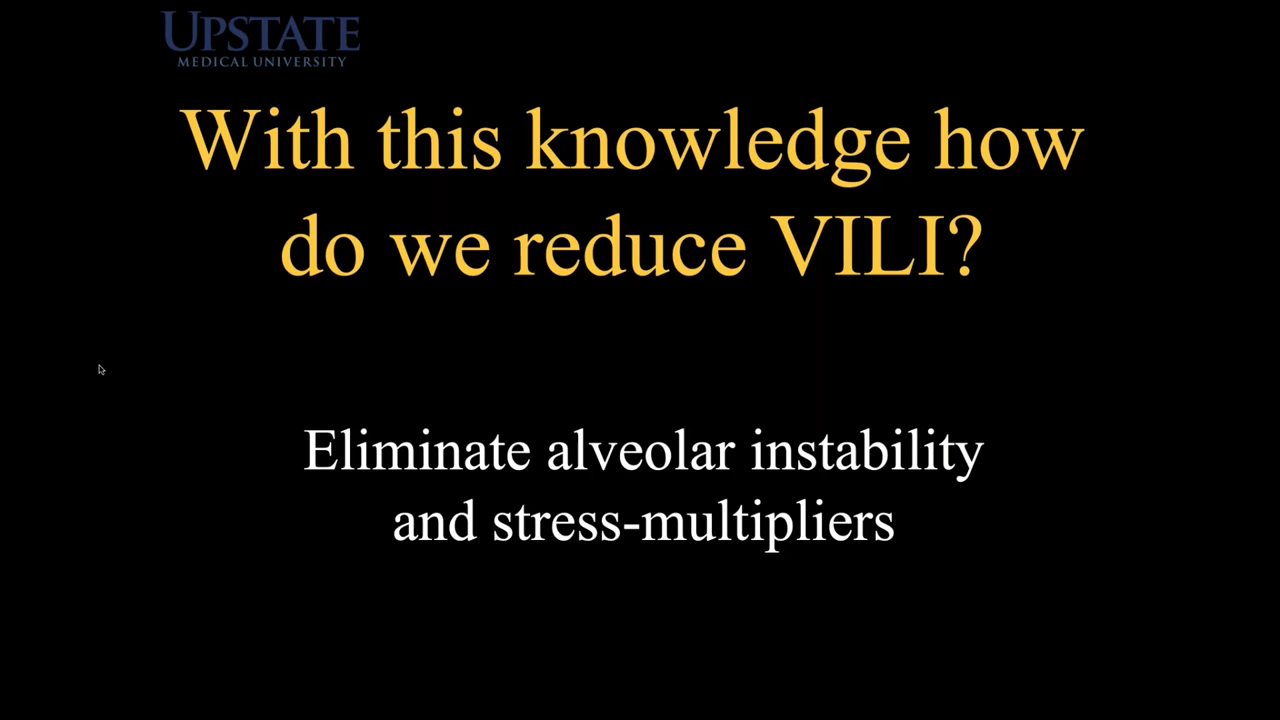 UPSTATE
MEDICAL UNIVERSITY
With this knowledge how
do we reduce VILI?
Eliminate alveolar instability
and stress-multipliers